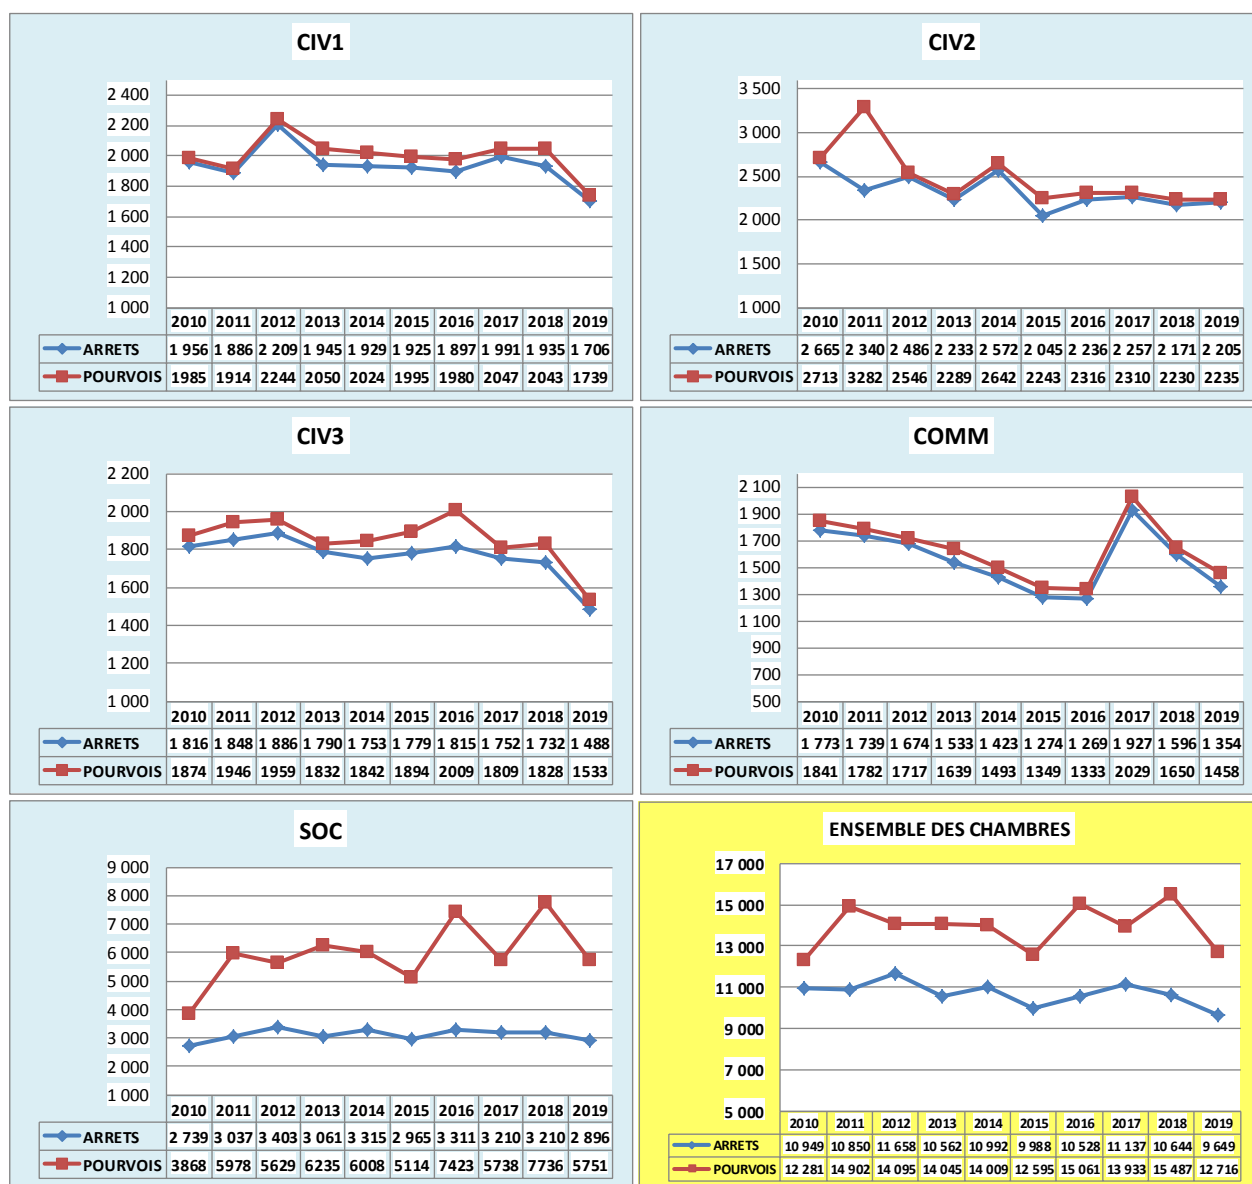 CIV1
2 400
2 200
2 000
1 800
1 600
1 400
1 200
1 000
2010 2011 2012 2013 2014 2015 2016 2017 2018 2019
ARRETS 1 956 1 886 2 209 1 945 1 929 1 925 1 897 1 991 1 935 1 706
POURVOIS 1985 1914 2244 2050 2024 1995 1980 2047 2043 1739
CIV2
3 500
3 000
2 500
2 000
1 500
1 000
2010 2011 2012 2013 2014 2015 2016 2017 2018 2019
ARRETS 2 665 2 340 2 486 2 233 2 572 2 045 2 236 2 257 2 171 2 205
POURVOIS 2713 3282 2546 2289 2642 2243 2316 2310 2230 2235
CIV3
2 200
2 000
1 800
1 600
1 400
1 200
1 000
2010 2011 2012 2013 2014 2015 2016 2017 2018 2019
ARRETS 1 816 1 848 1 886 1 790 1 753 1 779 1 815 1 752 1 732 1 488
POURVOIS 1874 1946 1959 1832 1842 1894 2009 1809 1828 1533
COMM
2 100
1 900
1 700
1 500
1 300
1 100
900
700
500
2010 2011 2012 2013 2014 2015 2016 2017 2018 2019
ARRETS 1 773 1 739 1 674 1 533 1 423 1 274 1 269 1 927 1 596 1 354
POURVOIS 1841 1782 1717 1639 1493 1349 1333 2029 1650 1458
SOC
9 000
8 000
7 000
6 000
5 000
4 000
3 000
2 000
1 000
2010 2011 2012 2013 2014 2015 2016 2017 2018 2019
ARRETS 2 739 3 037 3 403 3 061 3 315 2 965 3 311 3 210 3 210 2 896
POURVOIS 3868 5978 5629 6235 6008 5114 7423 5738 7736 5751
ENSEMBLE DES CHAMBRES
17 000
15 000
13 000
11 000
9 000
7 000
5 000
2010 2011 2012 2013 2014 2015 2016 2017 2018 2019
ARRETS 10 949 10 850 11 658 10 562 10 992 9 988 10 528 11 137 10 644 9 649
POURVOIS 12 281 14 902 14 095 14 045 14 009 12 595 15 061 13 933 15 487 12 716